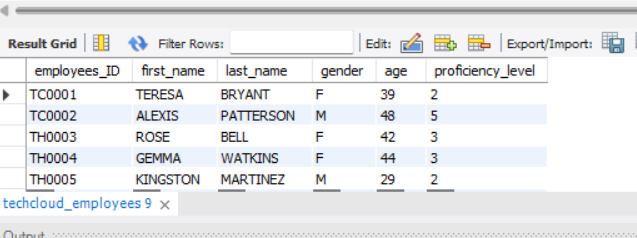 Result Grid Filter Rows: Edit: Export/Import:
employees_ID first_name last_name gender age proficiency_level
TC0001 TERESA BRYANT F 39 2
TC0002 ALEXIS PATTERSON M 48 5
TH0003 ROSE BELL F 42 3
TH0004 GEMMA WATKINS F 44 3
TH0005 KINGSTON MARTINEZ M 29 2
techcloud_employees 9 ×
Output